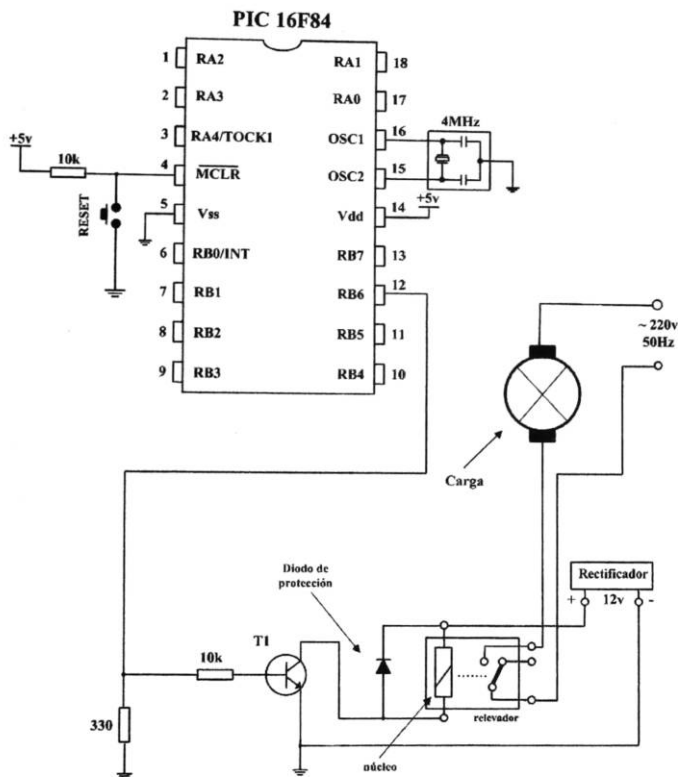 PIC 16F84
1 RA2
RA1 18
2 RA3
RA0 17
3 RA4/TOCK1
OSC1 16
4MHz
+5v
10k
4 MCLR
OSC2 15
RESET
5 Vss
Vdd 14
+5v
6 RB0/INT
RB7 13
7 RB1
RB6 12
8 RB2
RB5 11
9 RB3
RB4 10
~ 220v
50Hz
Carga
Diodo de
protección
Rectificador
+ 12v -
T1
10k
330
relevador
núcleo